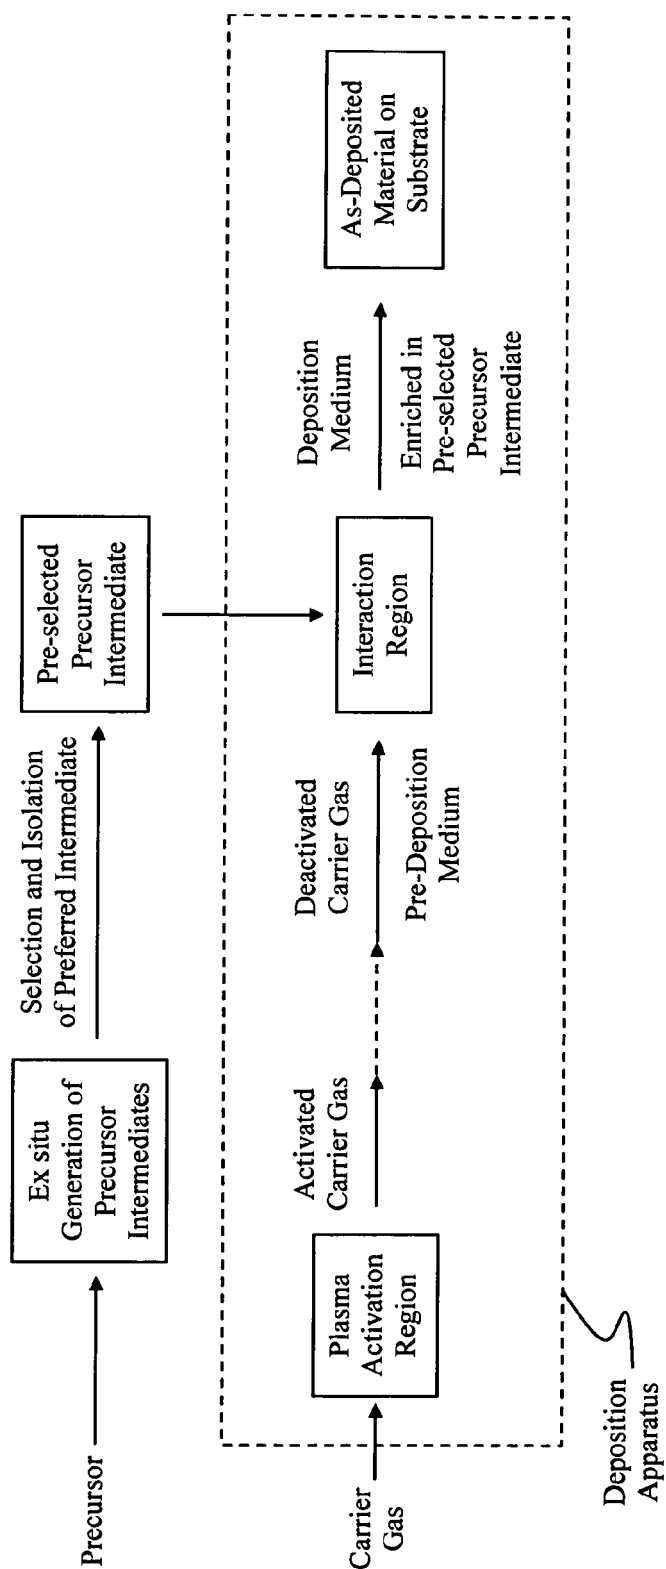 Precursor
Ex situ
Generation of
Precursor
Intermediates
Selection and Isolation
of Preferred Intermediate
Pre-selected
Precursor
Intermediate
Carrier
Gas
Plasma
Activation
Region
Activated
Carrier Gas
Deactivated
Carrier Gas
Pre-Deposition
Medium
Interaction
Region
Deposition
Medium
Enriched in
Pre-selected
Precursor
Intermediate
As-Deposited
Material on
Substrate
Deposition
Apparatus